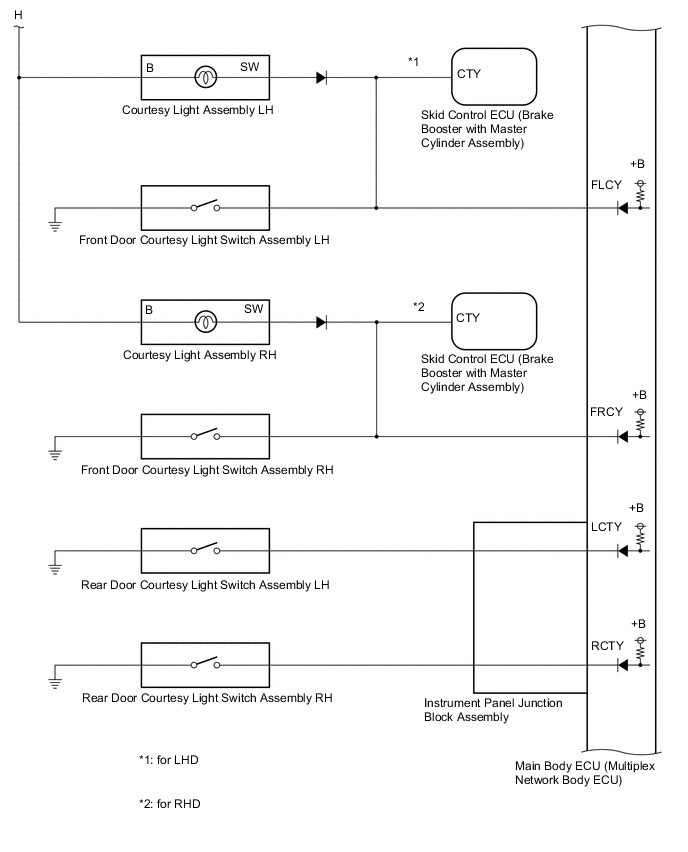 H
B
SW
Courtesy Light Assembly LH
*1
CTY
Skid Control ECU (Brake
Booster with Master
Cylinder Assembly)
+B
FLCY
Front Door Courtesy Light Switch Assembly LH
B
SW
Courtesy Light Assembly RH
*2
CTY
Skid Control ECU (Brake
Booster with Master
Cylinder Assembly)
+B
FRCY
Front Door Courtesy Light Switch Assembly RH
+B
LCTY
Rear Door Courtesy Light Switch Assembly LH
+B
RCTY
Rear Door Courtesy Light Switch Assembly RH
Instrument Panel Junction
Block Assembly
Main Body ECU (Multiplex
Network Body ECU)
*1: for LHD
*2: for RHD